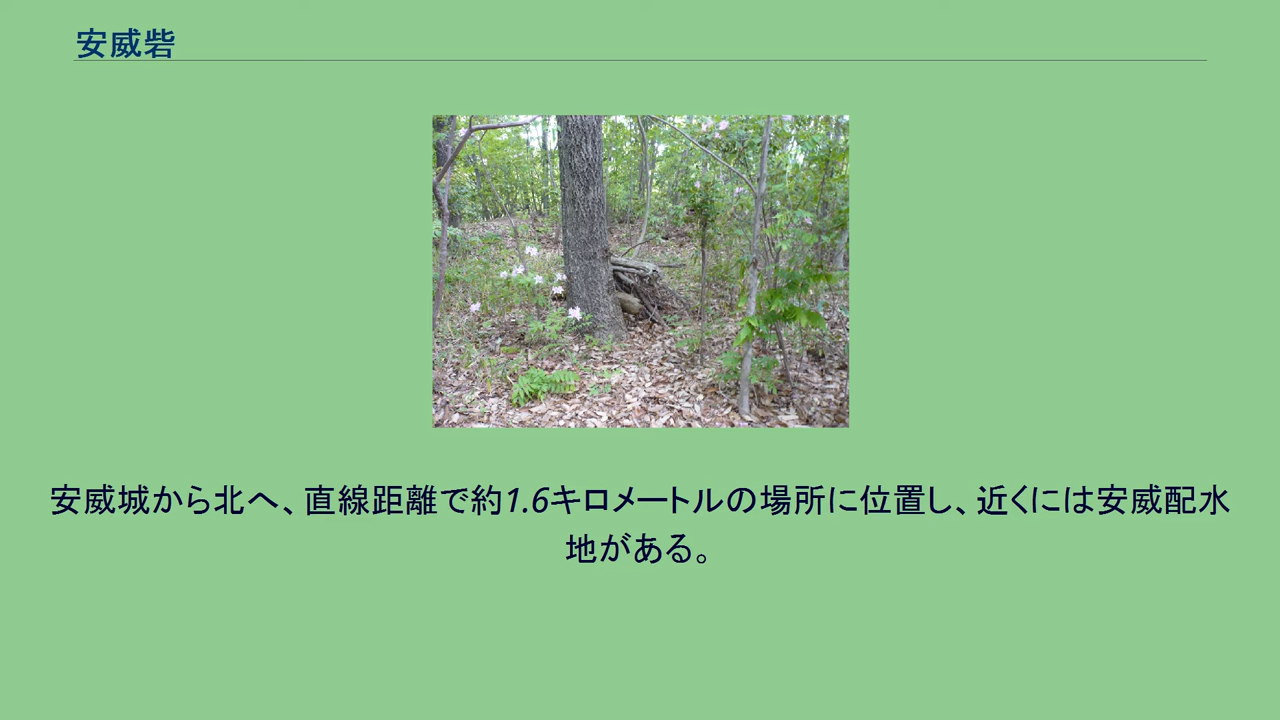 安威砦
安威城から北へ、直線距離で約1.6キロメートルの場所に位置し、近くには安威配水
地がある。